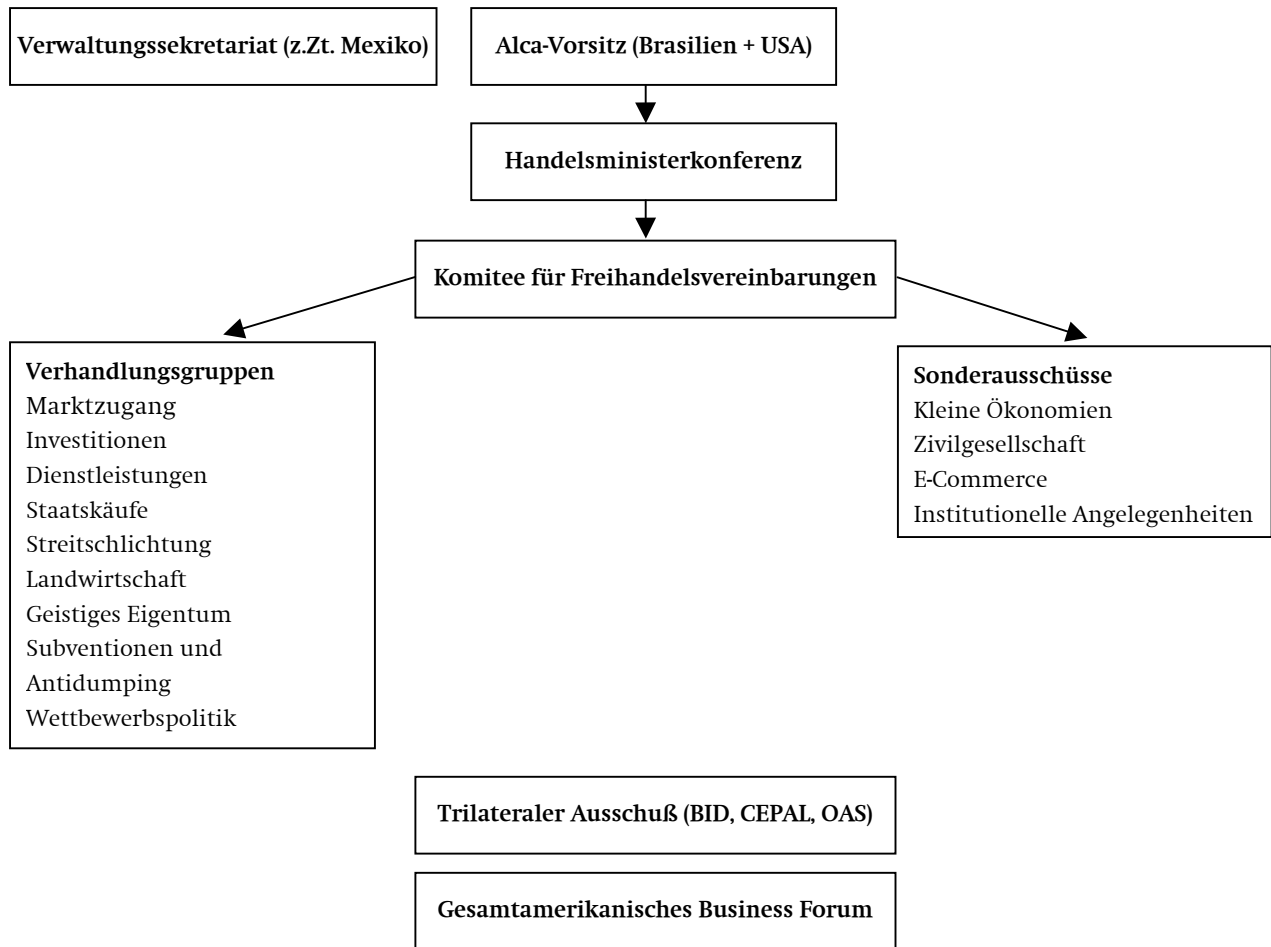 Verwaltungssekretariat (z.Zt. Mexiko)
Alca-Vorsitz (Brasilien + USA)
Handelsministerkonferenz
Komitee für Freihandelsvereinbarungen
Verhandlungsgruppen
Marktzugang
Investitionen
Dienstleistungen
Staatskäufe
Streitschlichtung
Landwirtschaft
Geistiges Eigentum
Subventionen und
Antidumping
Wettbewerbspolitik
Sonderausschüsse
Kleine Ökonomien
Zivilgesellschaft
E-Commerce
Institutionelle Angelegenheiten
Trilateraler Ausschuß (BID, CEPAL, OAS)
Gesamtamerikanisches Business Forum